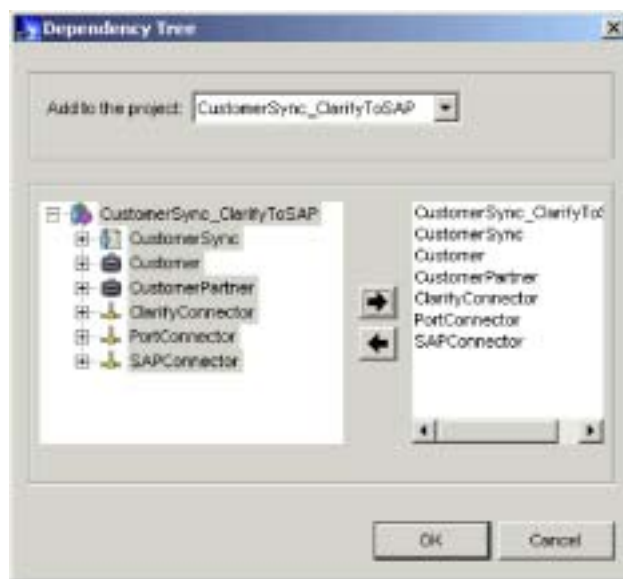 Dependency Tree
Add to the project: CustomerSync_ClarifyToSAP
CustomerSync_ClarifyToSAP
CustomerSync
Customer
CustomerPartner
ClarifyConnector
PortConnector
SAPConnector
CustomerSync_ClarifyToS
CustomerSync
Customer
CustomerPartner
ClarifyConnector
PortConnector
SAPConnector
OK
Cancel